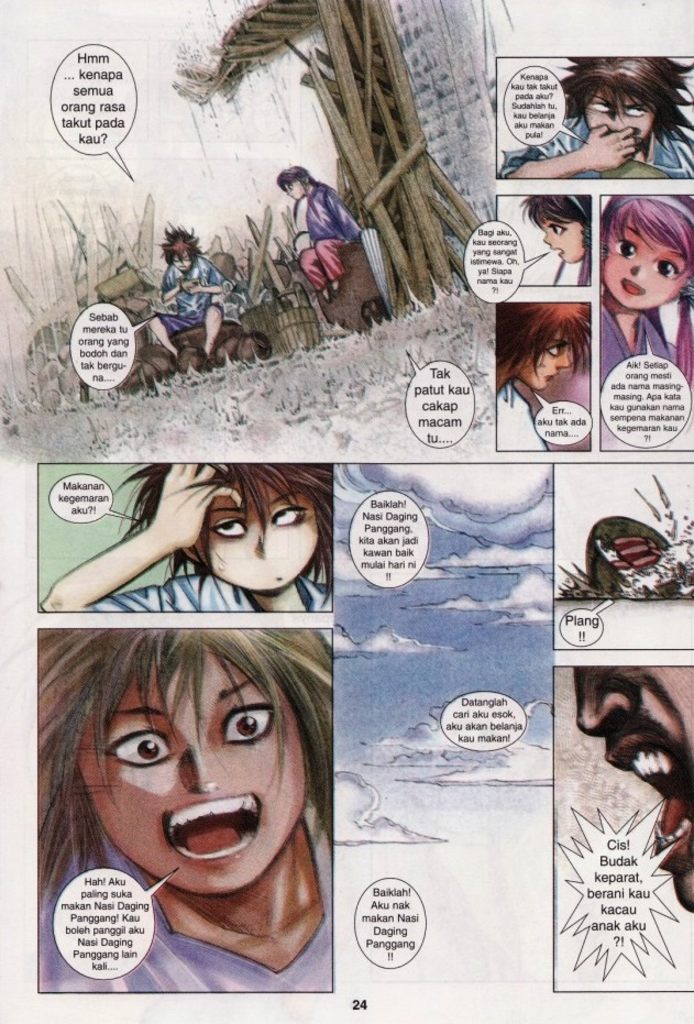 Hmm
... kenapa
semua
orang rasa
takut pada
kau?
Sebab
mereka tu
orang yang
bodoh dan
tak bergu-
na....
Tak
patut kau
cakap
macam
tu....
Kenapa
kau tak takut
pada aku?
Sudahlah tu,
kau belanja
aku makan
pula!
Bagi aku,
kau seorang
yang sangat
istimewa. Oh,
ya! Siapa
nama kau
?!
Err...
aku tak ada
nama....
Aik! Setiap
orang mesti
ada nama masing-
masing. Apa kata
kau gunakan nama
sempena makanan
kegemaran kau
?!
Makanan
kegemaran
aku?!
Hah! Aku
paling suka
makan Nasi Daging
Panggang! Kau
boleh panggil aku
Nasi Daging
Panggang lain
kali....
Baiklah!
Nasi Daging
Panggang,
kita akan jadi
kawan baik
mulai hari ni
!!
Datanglah
cari aku esok,
aku akan belanja
kau makan!
Baiklah!
Aku nak
makan Nasi
Daging
Panggang
!!
Plang
!!
Cis!
Budak
keparat,
berani kau
kacau
anak aku
?!
24